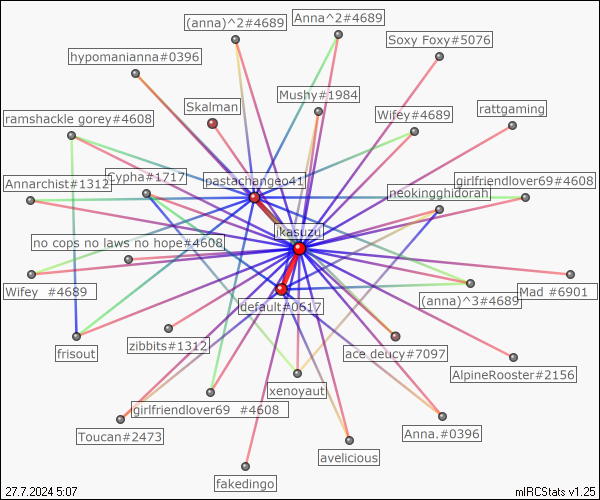 (anna)^2#4689
Anna^2#4689
Soxy Foxy#5076
hypomanianna#0396
Mushy#1984
Skalman
ramshackle gorey#4608
Wifey#4689
rattgaming
Annarchist#1312
Cypha#1717
pastachangeo41
girlfriendlover69#4608
neokingghidorah
ikasuzu
no cops no laws no hope#4608
Wifey  #4689
(anna)^3#4689
Mad #6901
default#0617
frisout
zibbits#1312
ace deucy#7097
AlpineRooster#2156
xenoyaut
girlfriendlover69  #4608
Toucan#2473
Anna.#0396
avelicious
fakedingo
27.7.2024 5:07
mIRCStats v1.25